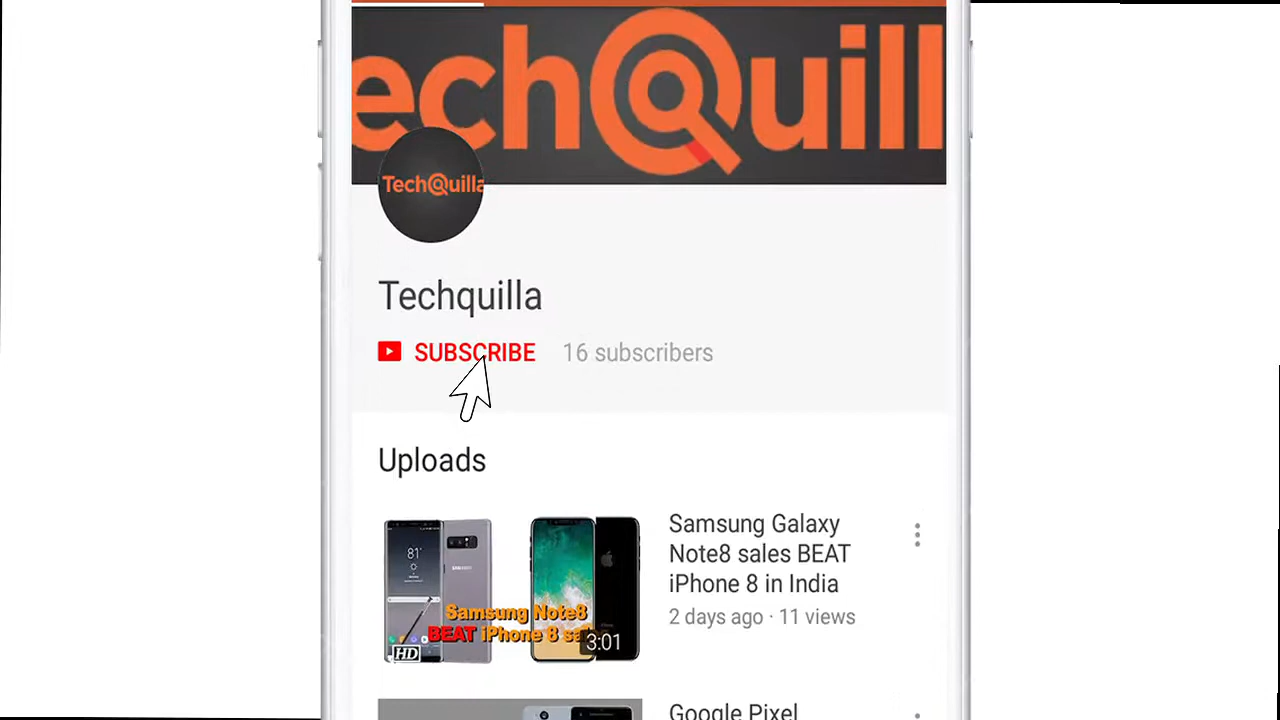 echQuill
TechQuilla
Techquilla
SUBSCRIBE 16 subscribers
Uploads
81°
SAMSUNG
Samsung Note8
BEAT iPhone 8 sa
3:01
HD
Samsung Galaxy
Note8 sales BEAT
iPhone 8 in India
2 days ago · 11 views
Google Pixel